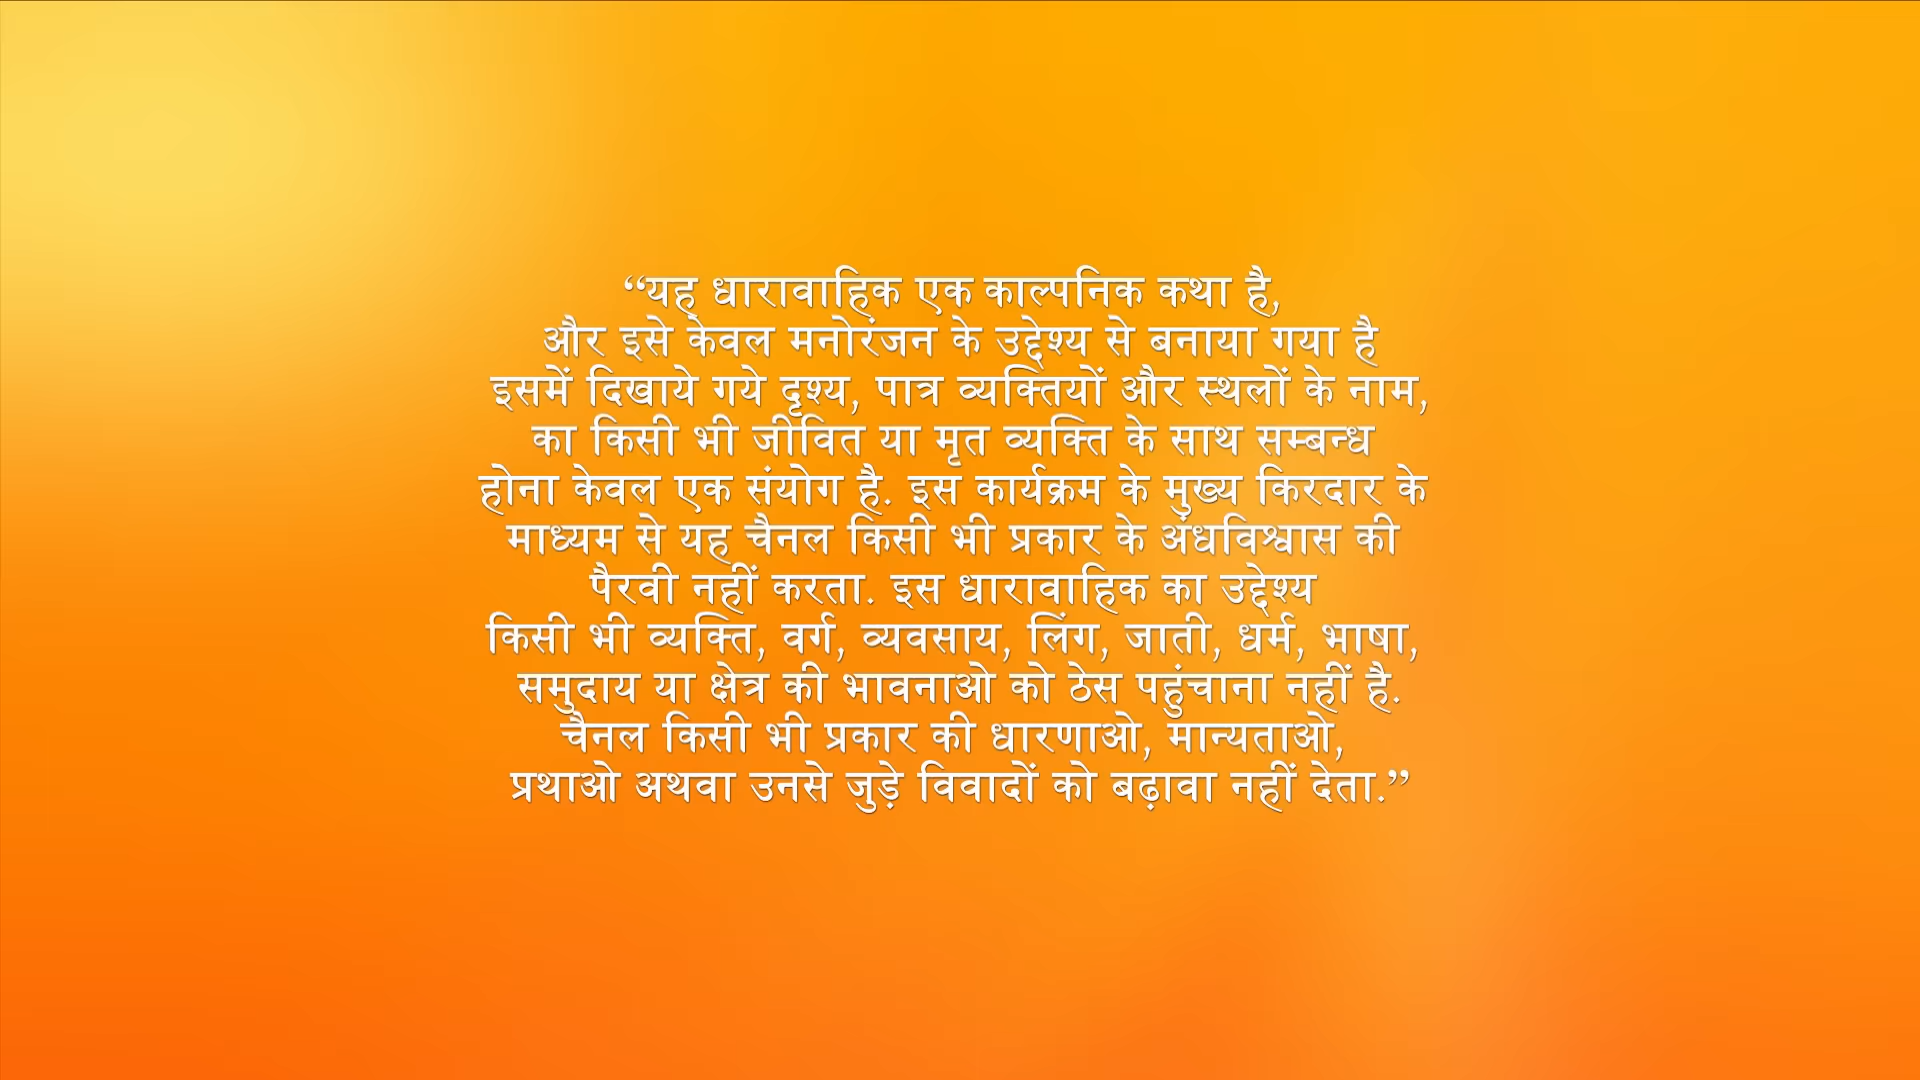 “यह धारावाहिक एक काल्पनिक कथा है,
और इसे केवल मनोरंजन के उद्देश्य से बनाया गया है
इसमें दिखाये गये दृश्य, पात्र व्यक्तियों और स्थलों के नाम,
का किसी भी जीवित या मृत व्यक्ति के साथ सम्बन्ध
होना केवल एक संयोग है. इस कार्यक्रम के मुख्य किरदार के
माध्यम से यह चैनल किसी भी प्रकार के अंधविश्वास की
पैरवी नहीं करता. इस धारावाहिक का उद्देश्य
किसी भी व्यक्ति, वर्ग, व्यवसाय, लिंग, जाती, धर्म, भाषा,
समुदाय या क्षेत्र की भावनाओ को ठेस पहुंचाना नहीं है.
चैनल किसी भी प्रकार की धारणाओ, मान्यताओ,
प्रथाओ अथवा उनसे जुड़े विवादों को बढ़ावा नहीं देता.”